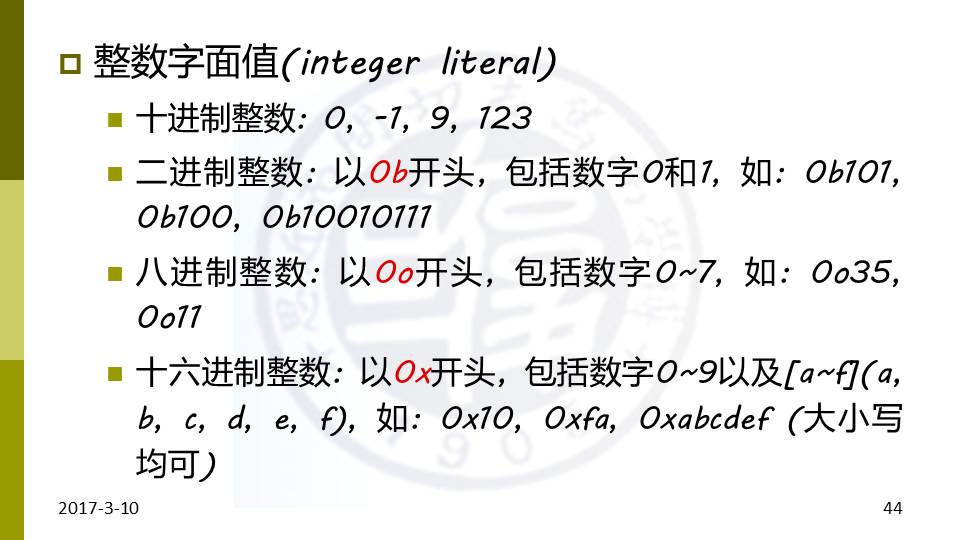 整数字面值(integer literal)
十进制整数：0，-1，9，123
二进制整数：以0b开头，包括数字0和1，如：0b101，
0b100，0b10010111
八进制整数：以0o开头，包括数字0~7，如：0o35，
0o11
十六进制整数：以0x开头，包括数字0~9以及[a~f](a，
b，c，d，e，f)，如：0x10，0xfa，0xabcdef (大小写
均可)
2017-3-10
44